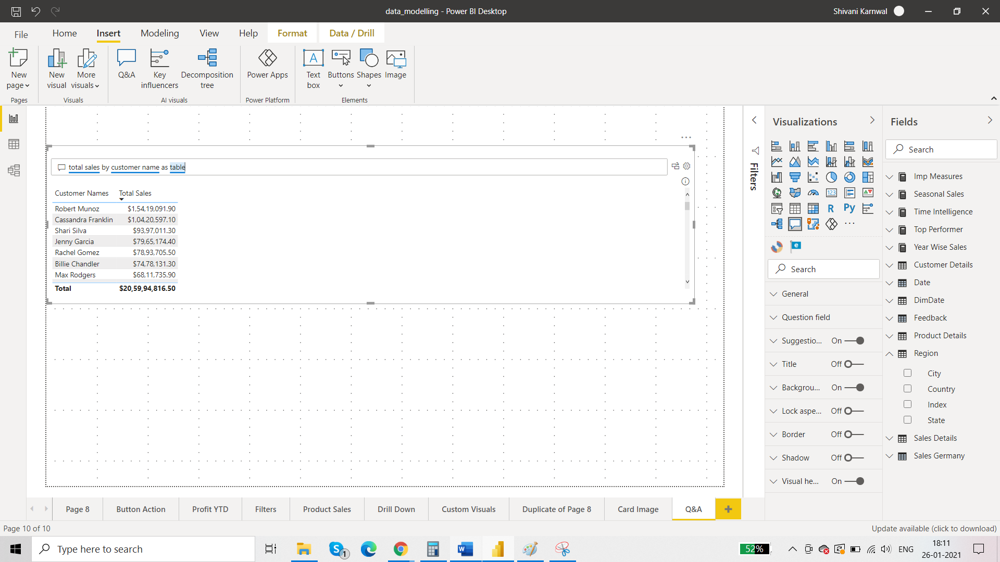 data_modelling - Power BI Desktop
Shivani Karnwal
File
Home
Insert
Modeling
View
Help
Format
Data / Drill
New page
New visual
More visuals
Q&A
Key influencers
Decomposition tree
Power Apps
Text box
Buttons
Shapes
Image
Pages
Visuals
AI visuals
Power Platform
Elements
total sales by customer name as table
Customer Names Total Sales
Robert Munoz $1,54,19,091.90
Cassandra Franklin $1,04,20,597.10
Shari Silva $93,97,011.30
Jenny Garcia $79,65,174.40
Rachel Gomez $78,93,705.50
Billie Chandler $74,78,131.30
Max Rodgers $68,11,735.90
Total $20,59,94,816.50
Filters
Visualizations
123
R
Py
Search
General
Question field
Suggestio... On
Title Off
Backgrou... On
Lock aspe... Off
Border Off
Shadow Off
Visual he... On
Fields
Search
Imp Measures
Seasonal Sales
Time Intelligence
Top Performer
Year Wise Sales
Customer Details
Date
DimDate
Feedback
Product Details
Region
City
Country
Index
State
Sales Details
Sales Germany
Page 8
Button Action
Profit YTD
Filters
Product Sales
Drill Down
Custom Visuals
Duplicate of Page 8
Card Image
Q&A
Page 10 of 10
Update available (click to download)
Type here to search
1
52%
ENG
18:11
26-01-2021